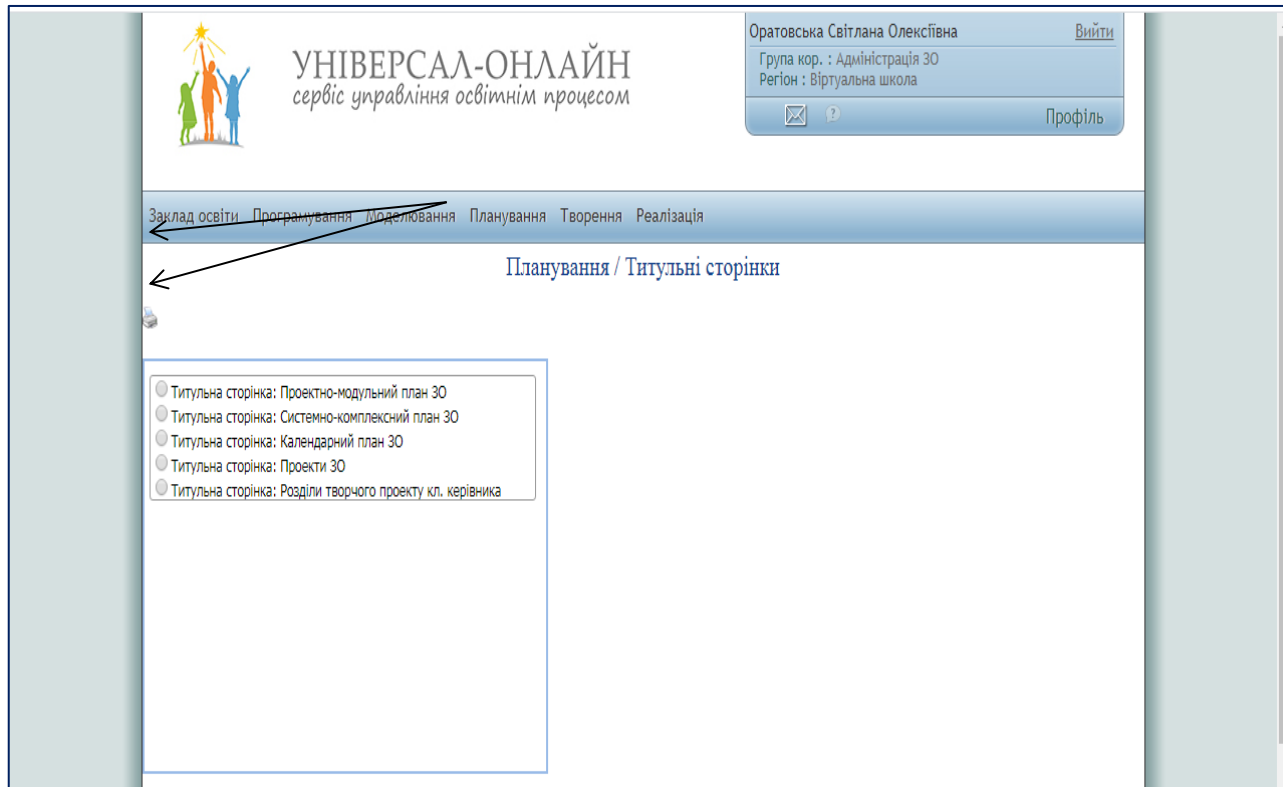 УНІВЕРСАЛ-ОНЛАЙН
сервіс управління освітнім процесом
Оратовська Світлана Олексіївна Вийти
Група кор. : Адміністрація ЗО
Регіон : Віртуальна школа
Профіль
Заклад освіти Програмування Моделювання Планування Творення Реалізація
Планування / Титульні сторінки
Титульна сторінка: Проектно-модульний план ЗО
Титульна сторінка: Системно-комплексний план ЗО
Титульна сторінка: Календарний план ЗО
Титульна сторінка: Проекти ЗО
Титульна сторінка: Розділи творчого проекту кл. керівника